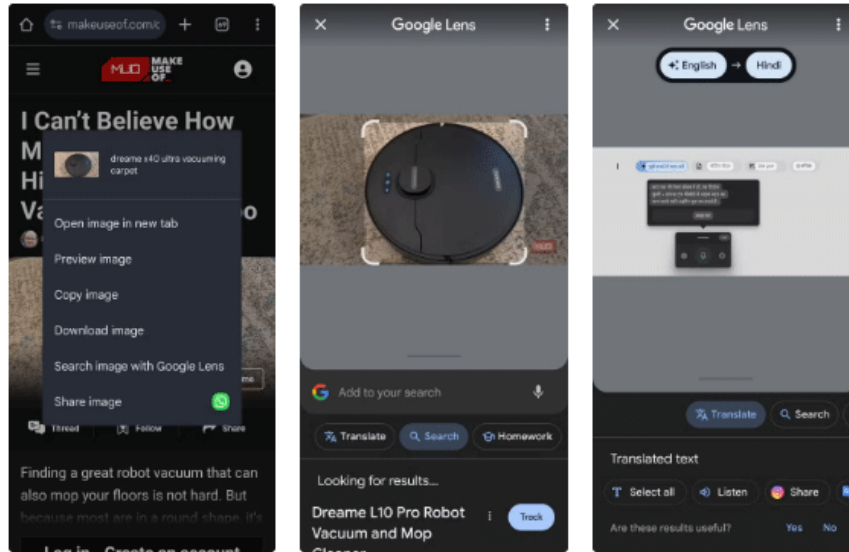 makeuseof.com/c
MUO MAKE
USE
OF
I Can't Believe How
M
Hi
Va
o
dreame x40 ultra vacuuming
carpet
Open image in new tab
Preview image
Copy image
Download image
Search image with Google Lens
Share image
me
Thread Follow Share
Finding a great robot vacuum that can
also mop your floors is not hard. But
because most are in a round shape, it's
Log in Create an account
Google Lens
MUO
Add to your search
Translate Search Homework
Looking for results...
Dreame L10 Pro Robot
Vacuum and Mop
Cleaner
Track
Google Lens
English → Hindi
Translate Search
Translated text
Select all Listen Share
Are these results useful? Yes No